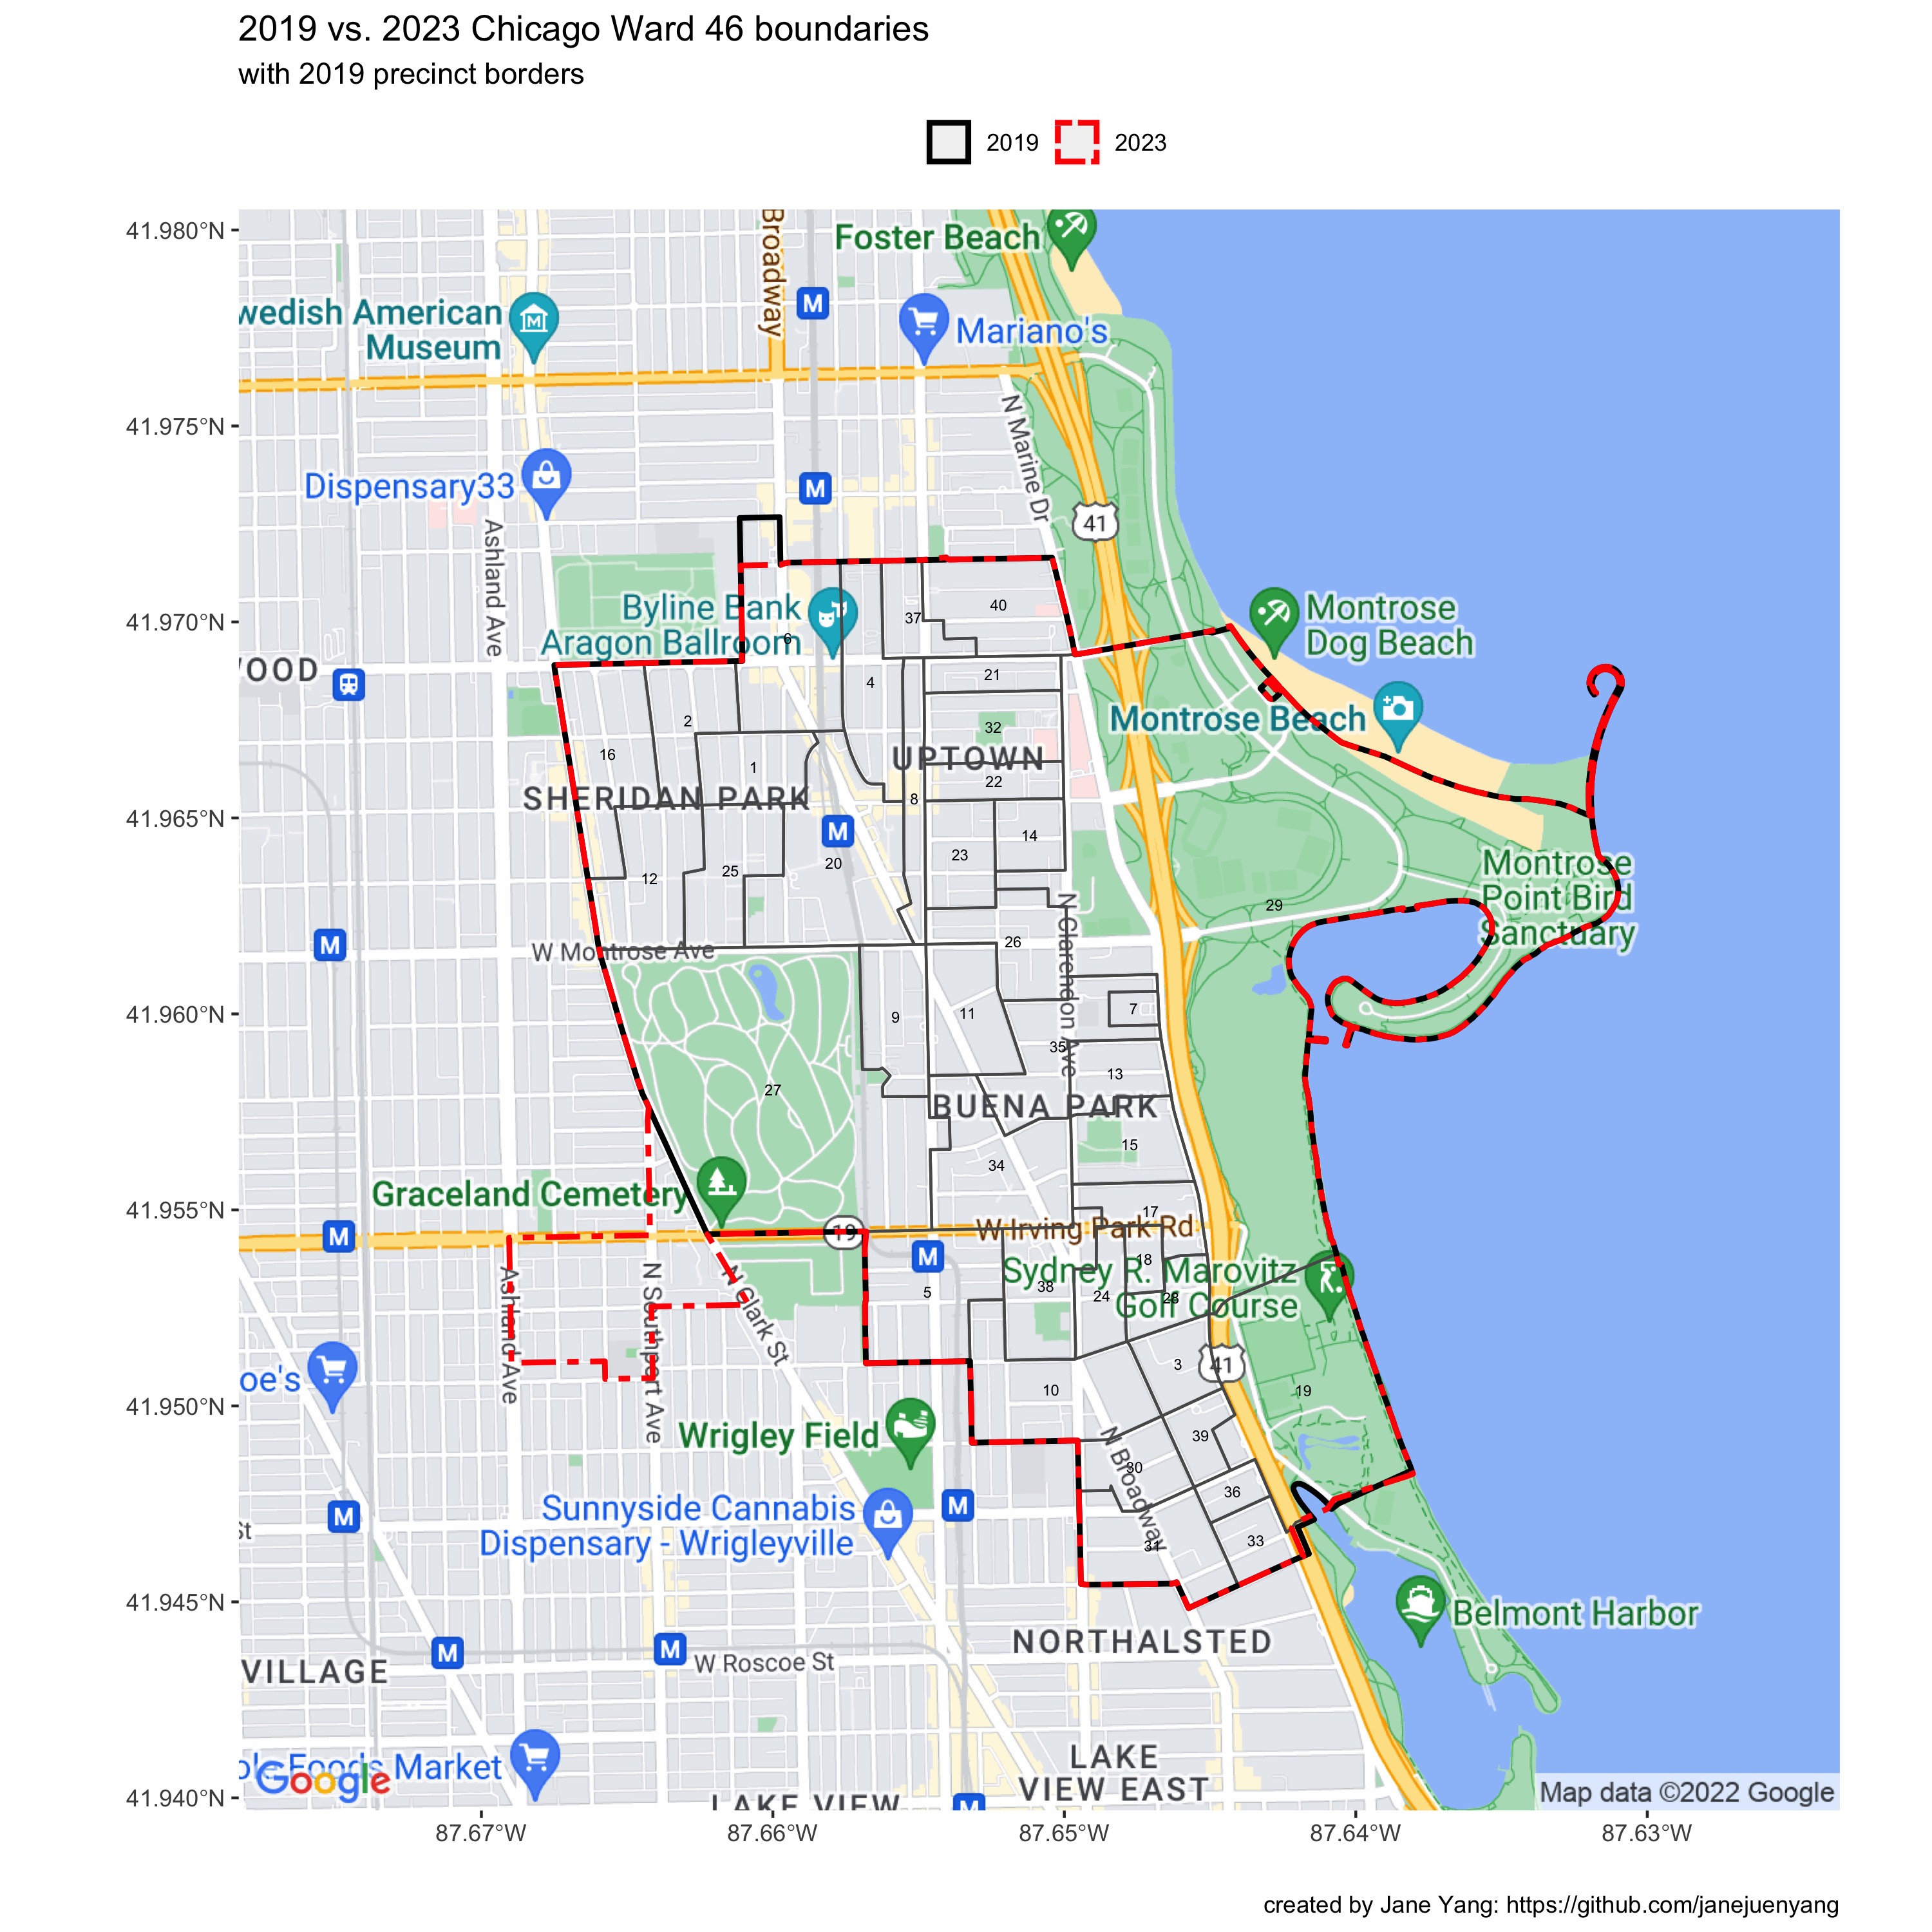 2019 vs. 2023 Chicago Ward 46 boundaries
with 2019 precinct borders
2019
2023
41.980°N
41.975°N
41.970°N
41.965°N
41.960°N
41.955°N
41.950°N
41.945°N
41.940°N
Broadway
Foster Beach
M
wedish American
Museum
Mariano's
N Marine Dr
Dispensary33
M
41
Ashland Ave
Byline Bank
Aragon Ballroom
6
37
40
Montrose
Dog Beach
WOOD
4
21
2
Montrose Beach
16
32
UPTOWN
1
22
SHERIDAN PARK
8
M
14
20
23
25
12
Montrose
Point Bird
Sanctuary
29
N Clarendon Ave
M
W Montrose Ave
26
7
9
11
35
13
27
BUENA PARK
15
34
Graceland Cemetery
17
19
W Irving Park Rd
M
M
18
Sydney R. Marovitz
Golf Course
38
24
28
5
Ashland Ave
N Southport Ave
N Clark St
3
41
oe's
10
19
Wrigley Field
N Broadway
39
30
36
Sunnyside Cannabis
Dispensary - Wrigleyville
M
M
St
31
33
Belmont Harbor
NORTHALSTED
M
M
W Roscoe St
VILLAGE
LAKE
VIEW EAST
ole Foods Market
Google
LAKE VIEW
M
Map data ©2022 Google
87.67°W
87.66°W
87.65°W
87.64°W
87.63°W
created by Jane Yang: https://github.com/janejuenyang